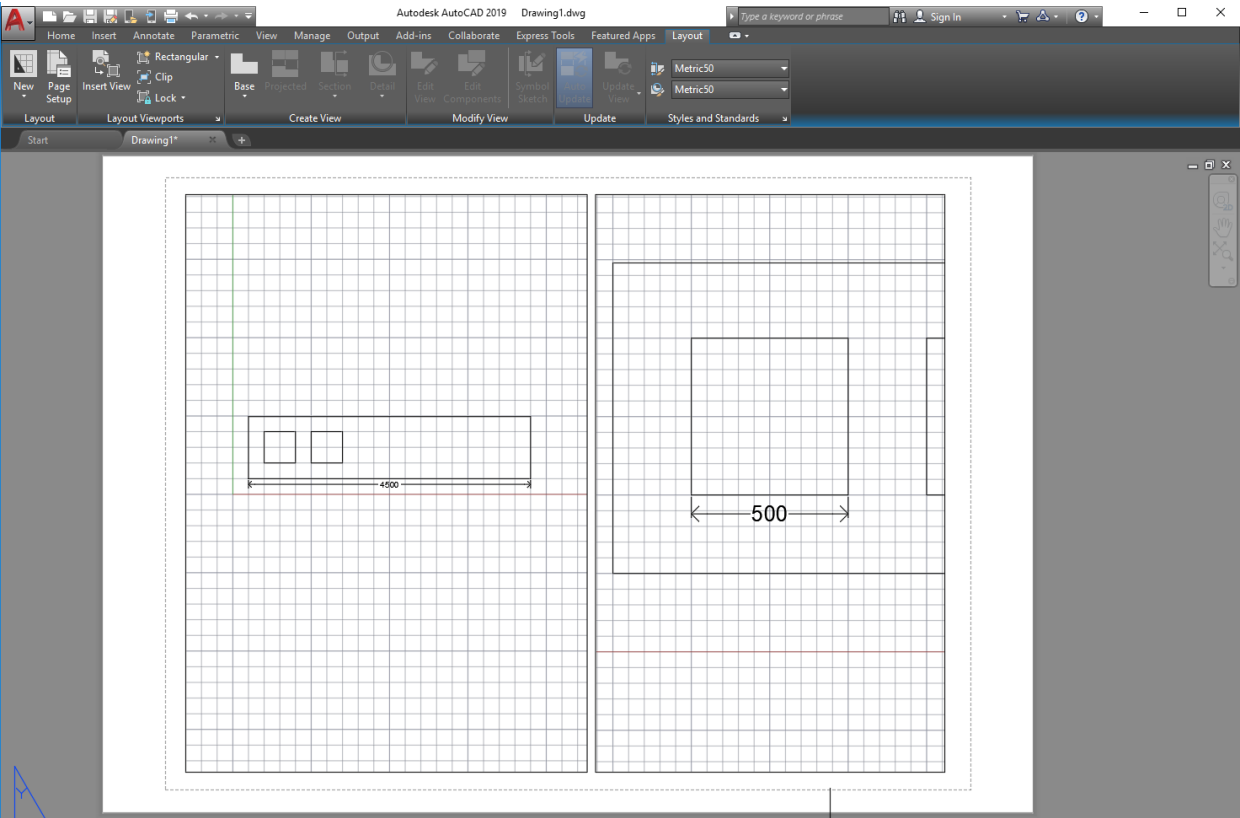 Autodesk AutoCAD 2019 Drawing1.dwg
Type a keyword or phrase
Sign In
Home Insert Annotate Parametric View Manage Output Add-ins Collaborate Express Tools Featured Apps Layout
New
Page Setup
Insert View
Rectangular
Clip
Lock
Base
Projected
Section
Detail
Edit View
Edit Components
Symbol Sketch
Auto Update
Update View
Metric50
Metric50
Layout
Layout Viewports
Create View
Modify View
Update
Styles and Standards
Start
Drawing1*
4500
500
Y